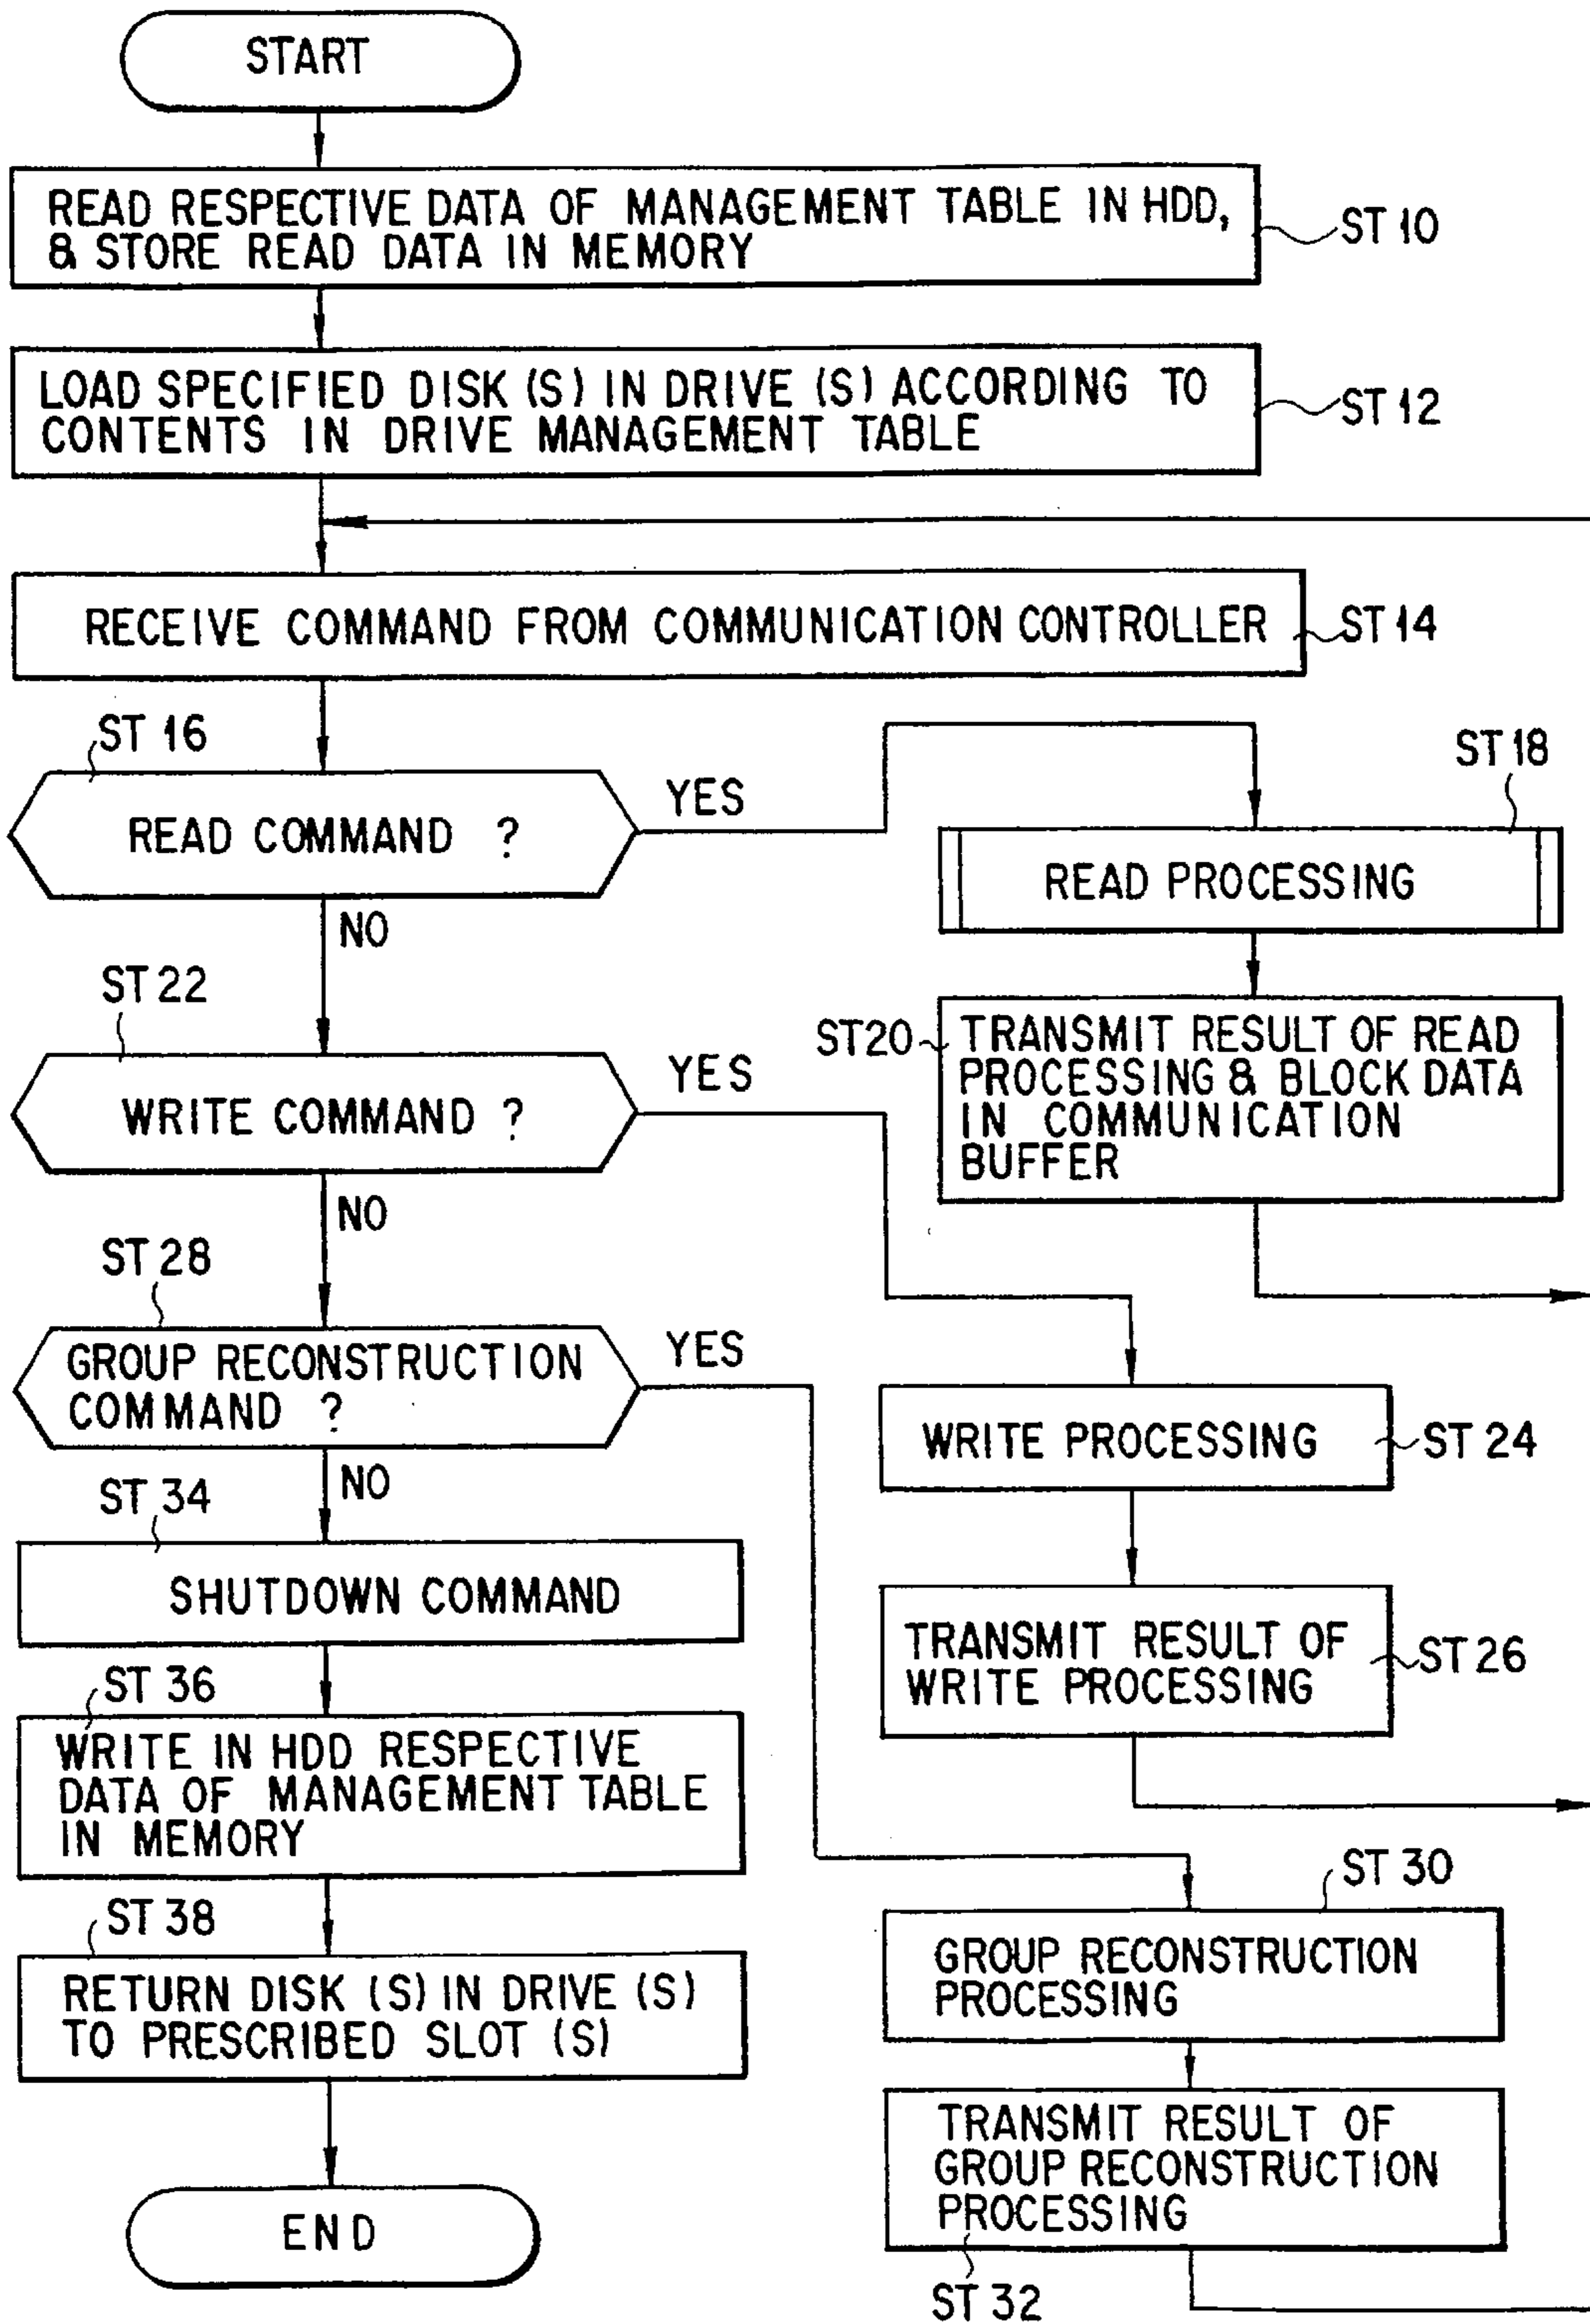 START
READ RESPECTIVE DATA OF MANAGEMENT TABLE IN HDD,
& STORE READ DATA IN MEMORY
ST 10
LOAD SPECIFIED DISK (S) IN DRIVE (S) ACCORDING TO
CONTENTS IN DRIVE MANAGEMENT TABLE
ST 12
RECEIVE COMMAND FROM COMMUNICATION CONTROLLER
ST 14
ST 16
READ COMMAND ?
YES
NO
ST 18
READ PROCESSING
ST20
TRANSMIT RESULT OF READ
PROCESSING & BLOCK DATA
IN COMMUNICATION
BUFFER
ST 22
WRITE COMMAND ?
YES
NO
WRITE PROCESSING
ST 24
TRANSMIT RESULT OF
WRITE PROCESSING
ST 26
ST 28
GROUP RECONSTRUCTION
COMMAND ?
YES
NO
ST 30
GROUP RECONSTRUCTION
PROCESSING
TRANSMIT RESULT OF
GROUP RECONSTRUCTION
PROCESSING
ST 32
ST 34
SHUTDOWN COMMAND
ST 36
WRITE IN HDD RESPECTIVE
DATA OF MANAGEMENT TABLE
IN MEMORY
ST 38
RETURN DISK (S) IN DRIVE (S)
TO PRESCRIBED SLOT (S)
END